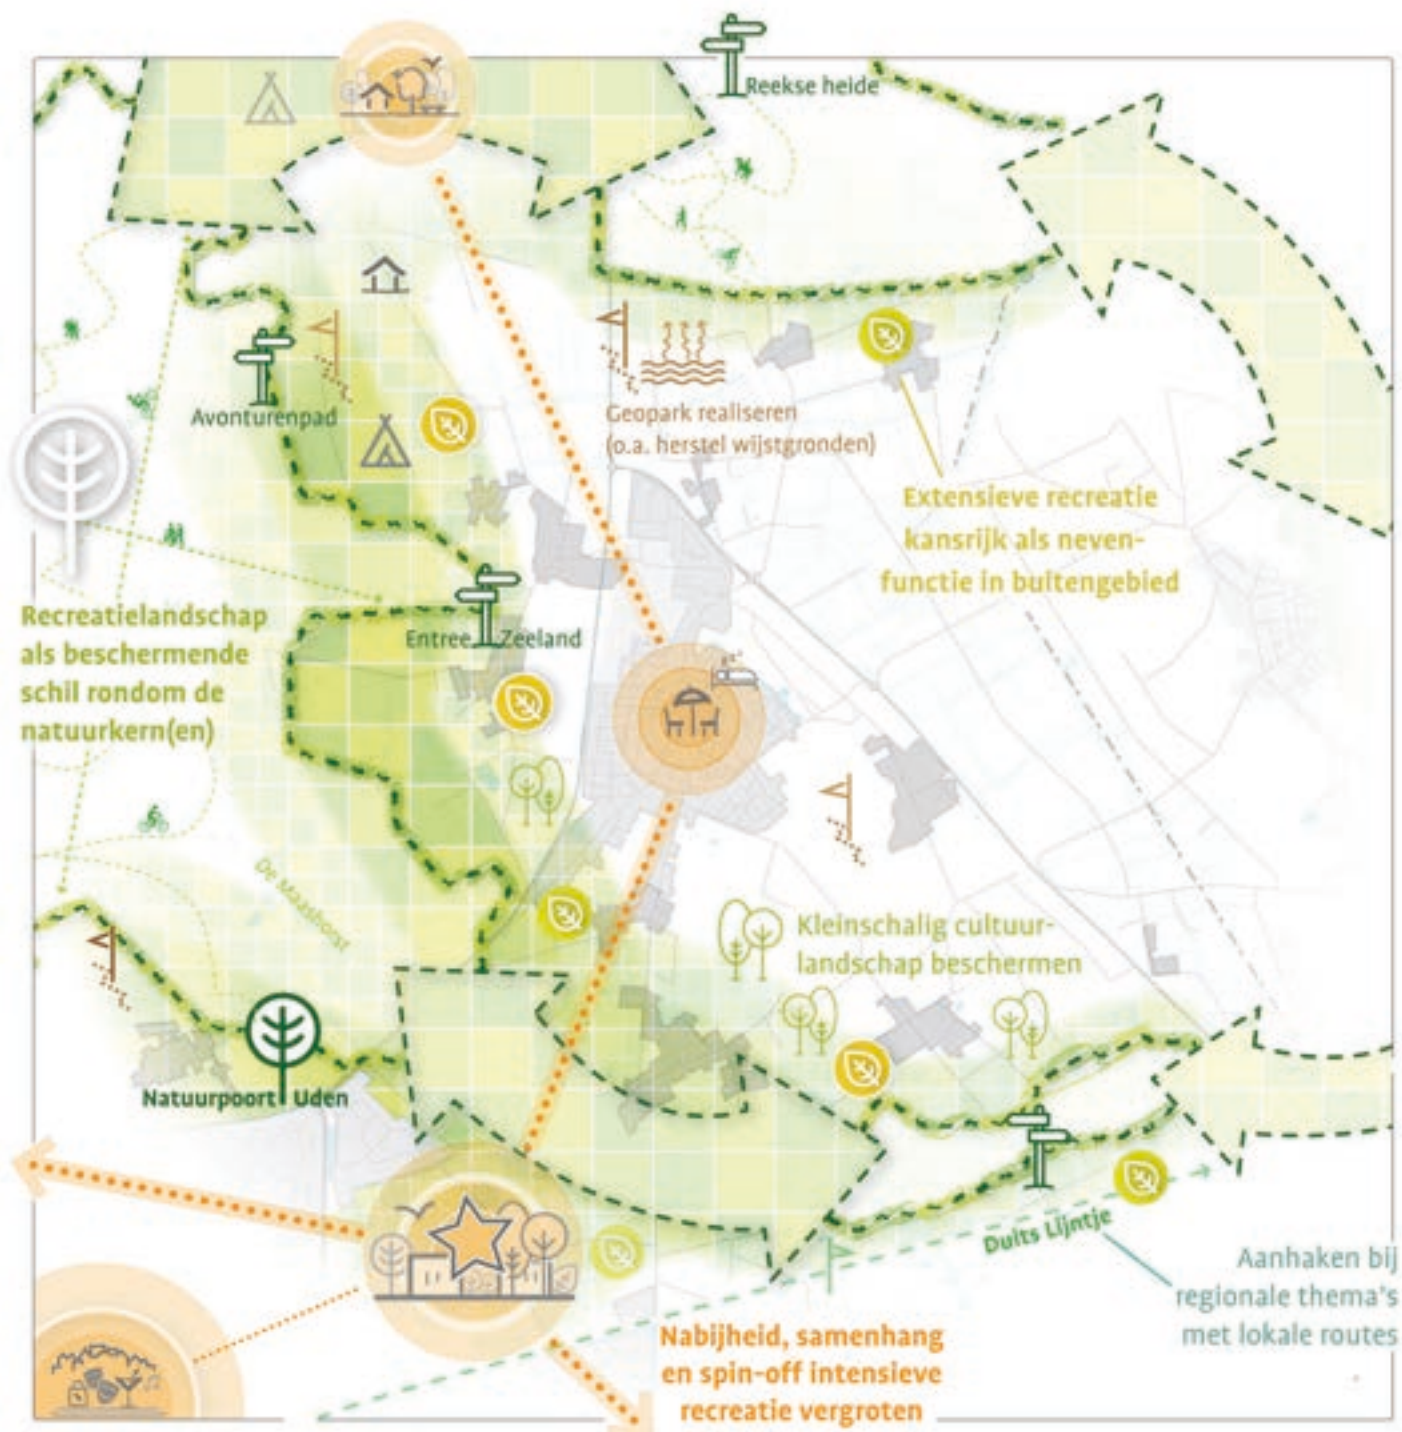 Reekse heide
Avonturenpad
Geopark realiseren
(o.a. herstel wijstgronden)
Extensieve recreatie
kansrijk als neven-
functie in buitengebied
Recreatielandschap
als beschermende
schil rondom de
natuurkern(en)
Entree Zeeland
De Maashorst
Kleinschalig cultuur-
landschap beschermen
Natuurpoort Uden
Duits Lijntje
Aanhaken bij
regionale thema's
met lokale routes
Nabijheid, samenhang
en spin-off intensieve
recreatie vergroten